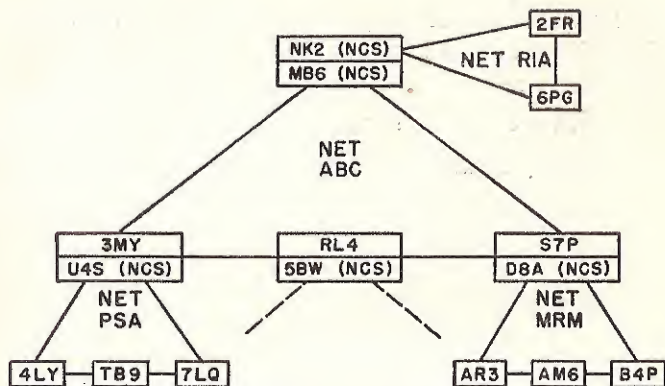 2FR
NK2 (NCS)
NET RIA
MB6 (NCS)
6PG
NET
ABC
3MY
RL4
S7P
U4S (NCS)
5BW (NCS)
D8A (NCS)
NET
PSA
NET
MRM
4LY
TB9
7LQ
AR3
AM6
B4P